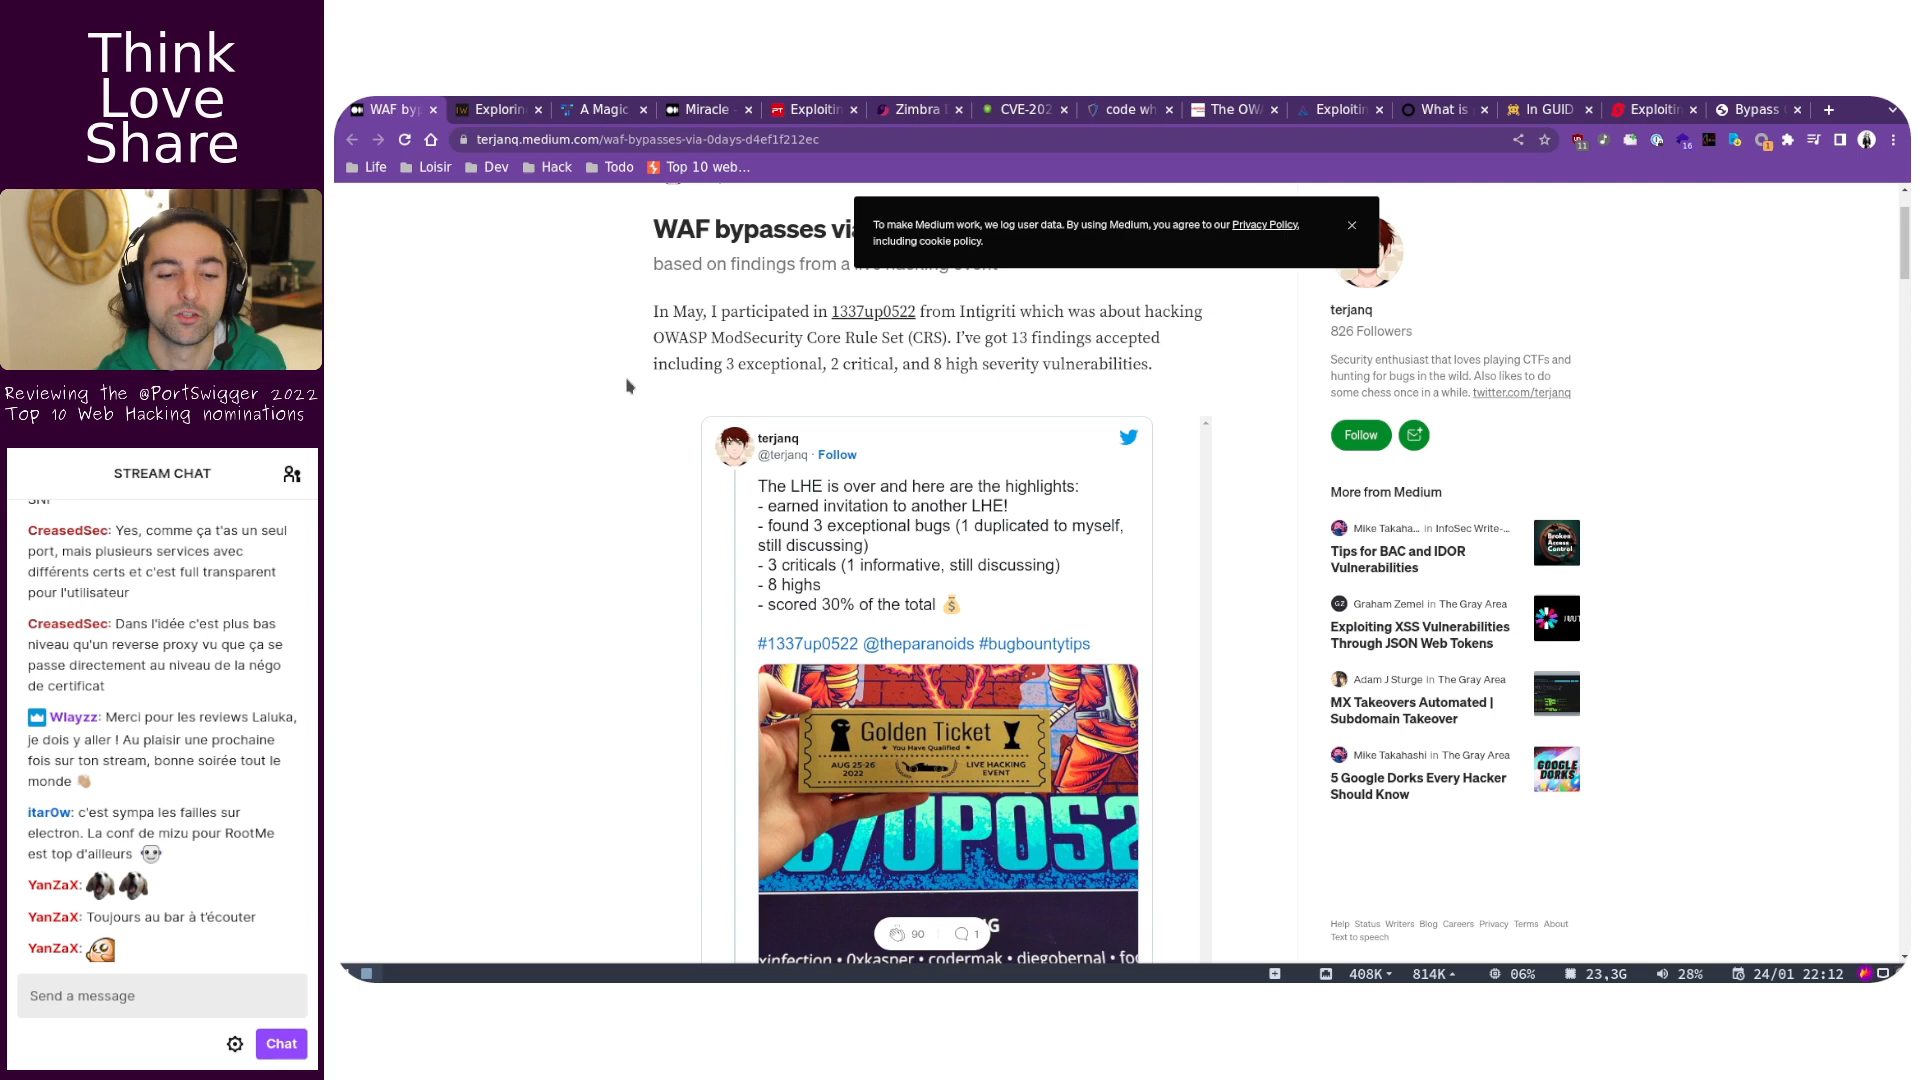 Think
Love
Share
Reviewing the @PortSwigger 2022
Top 10 Web Hacking nominations
STREAM CHAT
CreasedSec: Yes, comme ça t'as un seul
port, mais plusieurs services avec
différents certs et c'est full transparent
pour l'utilisateur
CreasedSec: Dans l'idée c'est plus bas
niveau qu'un reverse proxy vu que ça se
passe directement au niveau de la négo
de certificat
Wlayzz: Merci pour les reviews Laluka,
je dois y aller ! Au plaisir une prochaine
fois sur ton stream, bonne soirée tout le
monde
itar0w: c'est sympa les failles sur
electron. La conf de mizu pour RootMe
est top d'ailleurs
YanZaX:
YanZaX: Toujours au bar à t'écouter
YanZaX:
Send a message
Chat
WAF byp Explorin A Magic Miracle - Exploitin Zimbra CVE-202 code wh The OW Exploitin What is In GUID Exploitin Bypass
terjanq.medium.com/waf-bypasses-via-0days-d4ef1f212ec
11 16 1
Life Loisir Dev Hack Todo Top 10 web...
To make Medium work, we log user data. By using Medium, you agree to our Privacy Policy,
including cookie policy.
WAF bypasses vi
based on findings from a live hacking event
In May, I participated in 1337up0522 from Intigriti which was about hacking
OWASP ModSecurity Core Rule Set (CRS). I've got 13 findings accepted
including 3 exceptional, 2 critical, and 8 high severity vulnerabilities.
terjanq
@terjanq · Follow
The LHE is over and here are the highlights:
- earned invitation to another LHE!
- found 3 exceptional bugs (1 duplicated to myself,
still discussing)
- 3 criticals (1 informative, still discussing)
- 8 highs
- scored 30% of the total
#1337up0522 @theparanoids #bugbountytips
Golden Ticket
You Have Qualified
AUG 25-26
2022
LIVE HACKING
EVENT
37UP052
G
90 1
xinfection • 0xkasper • codermak • diegobernal • foo
terjanq
826 Followers
Security enthusiast that loves playing CTFs and
hunting for bugs in the wild. Also likes to do
some chess once in a while. twitter.com/terjanq
Follow
More from Medium
Mike Takaha... in InfoSec Write-...
Tips for BAC and IDOR
Vulnerabilities
Broken
Access
Control
GZ Graham Zemel in The Gray Area
Exploiting XSS Vulnerabilities
Through JSON Web Tokens
Adam J Sturge in The Gray Area
MX Takeovers Automated |
Subdomain Takeover
Mike Takahashi in The Gray Area
5 Google Dorks Every Hacker
Should Know
GOOGLE
DORKS
Help Status Writers Blog Careers Privacy Terms About
Text to speech
408K 814K 06% 23,3G 28% 24/01 22:12